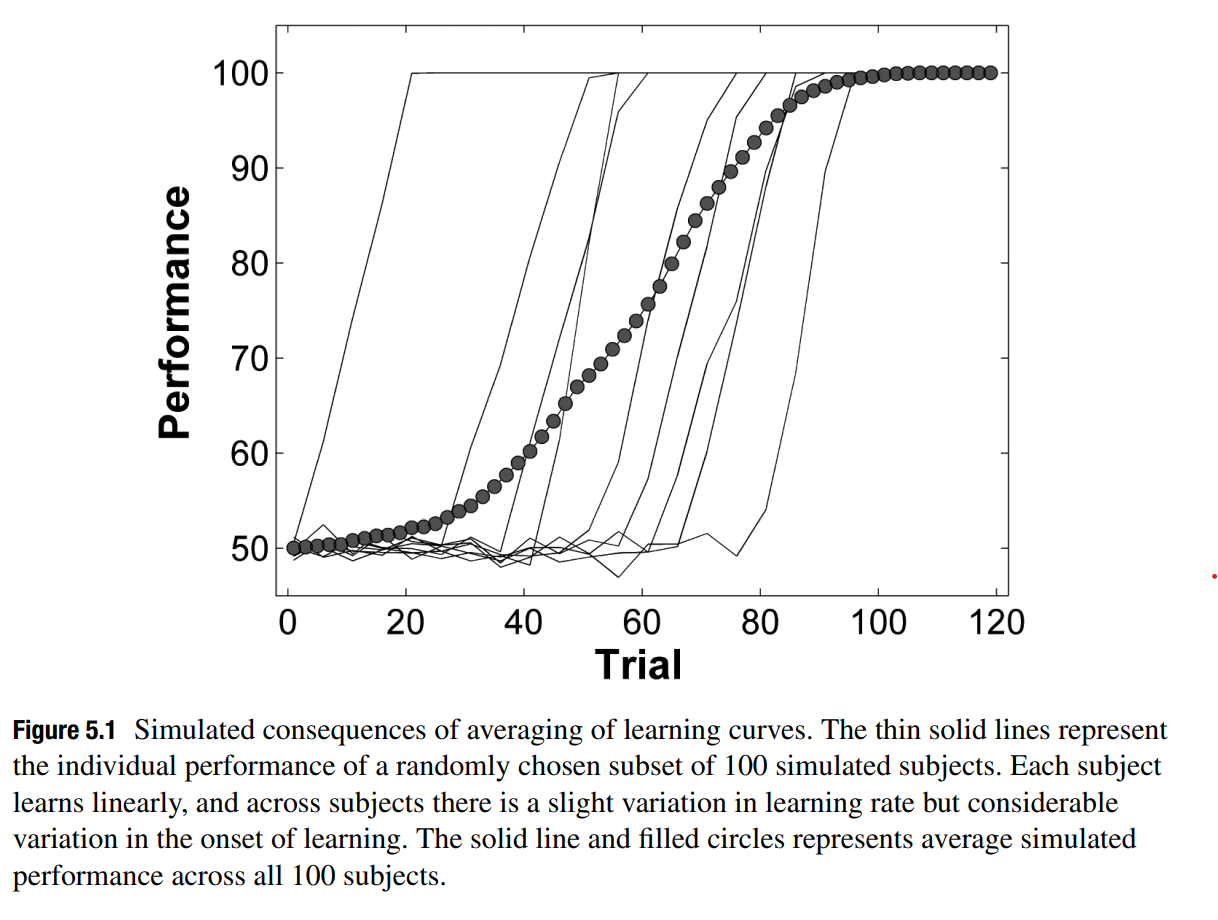 100
90
80
70
60
50
Performance
0 20 40 60 80 100 120
Trial
Figure 5.1 Simulated consequences of averaging of learning curves. The thin solid lines represent
the individual performance of a randomly chosen subset of 100 simulated subjects. Each subject
learns linearly, and across subjects there is a slight variation in learning rate but considerable
variation in the onset of learning. The solid line and filled circles represents average simulated
performance across all 100 subjects.